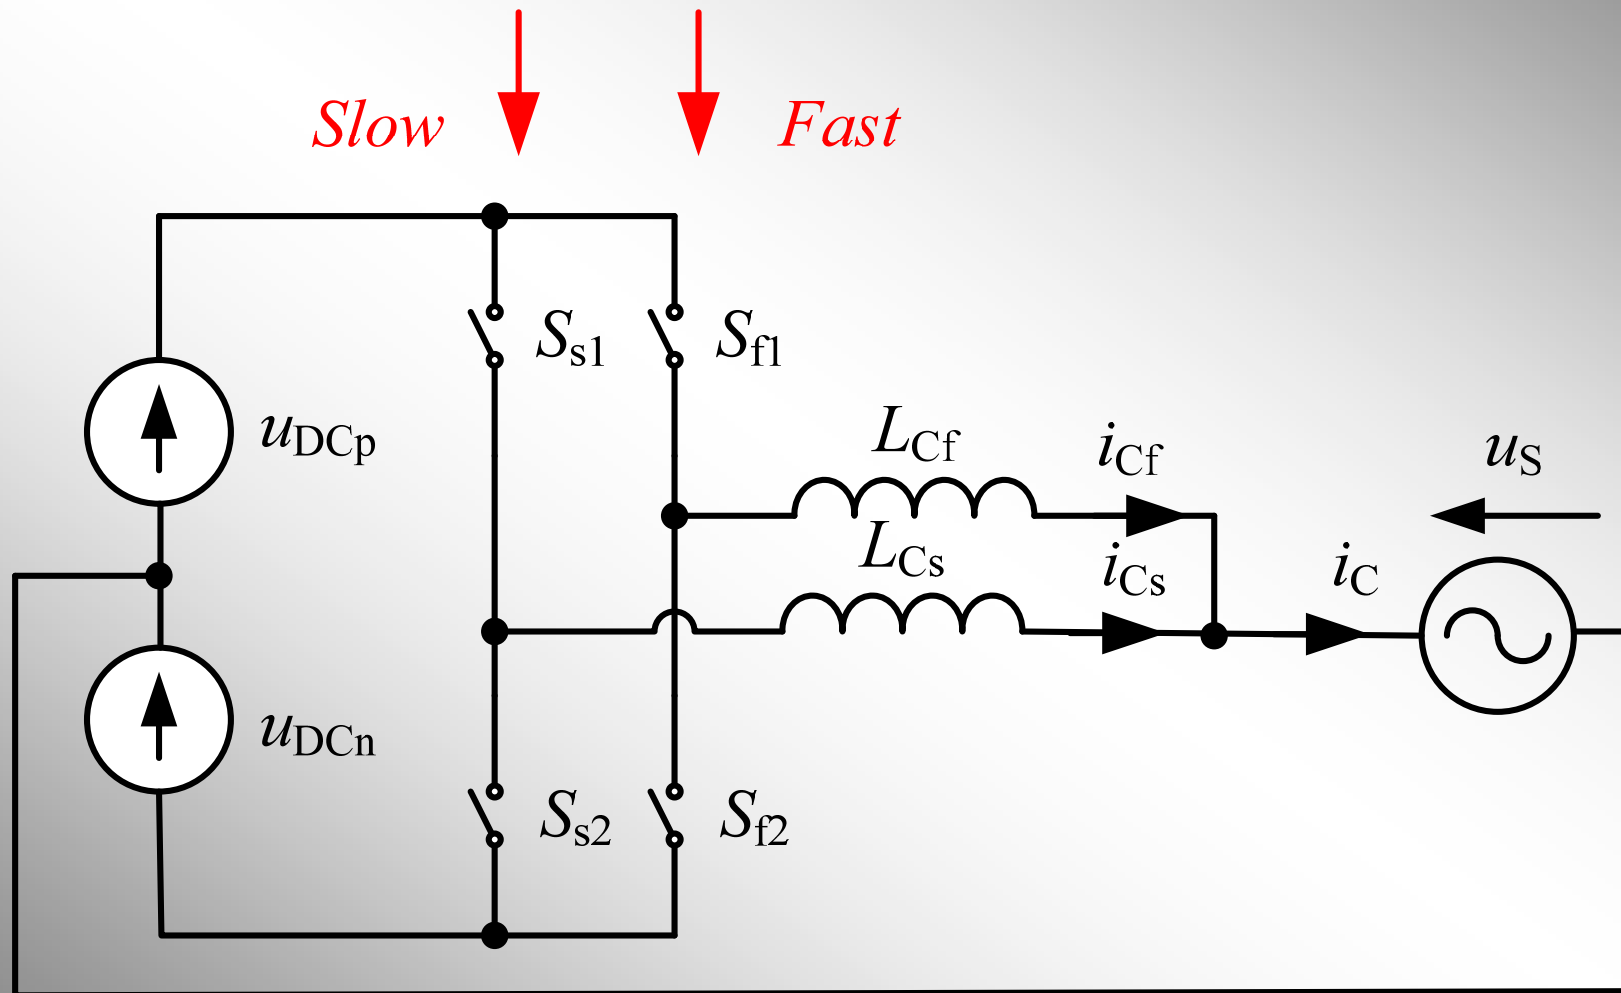 Slow Fast
Ss1 Sf1
uDCp
LCf iCf uS
LCs iCs iC
uDCn
Ss2 Sf2